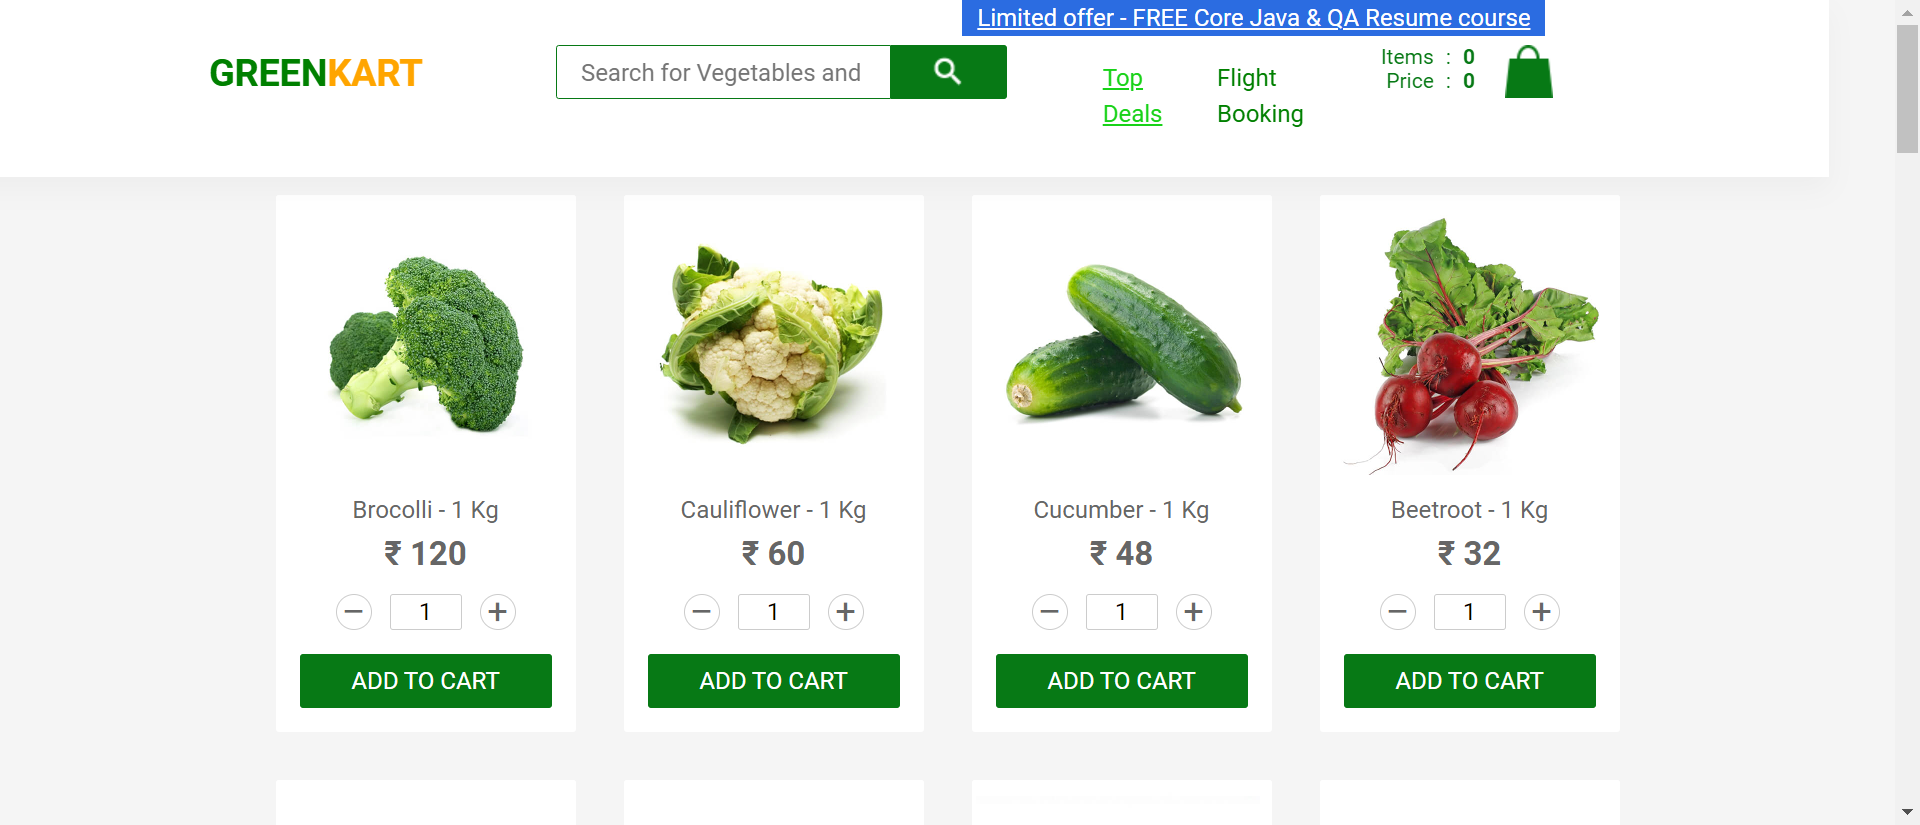 Limited offer - FREE Core Java & QA Resume course
GREENKART
Search for Vegetables and
Top
Deals
Flight
Booking
Items : 0
Price : 0
Brocolli - 1 Kg
₹ 120
1
ADD TO CART
Cauliflower - 1 Kg
₹ 60
1
ADD TO CART
Cucumber - 1 Kg
₹ 48
1
ADD TO CART
Beetroot - 1 Kg
₹ 32
1
ADD TO CART